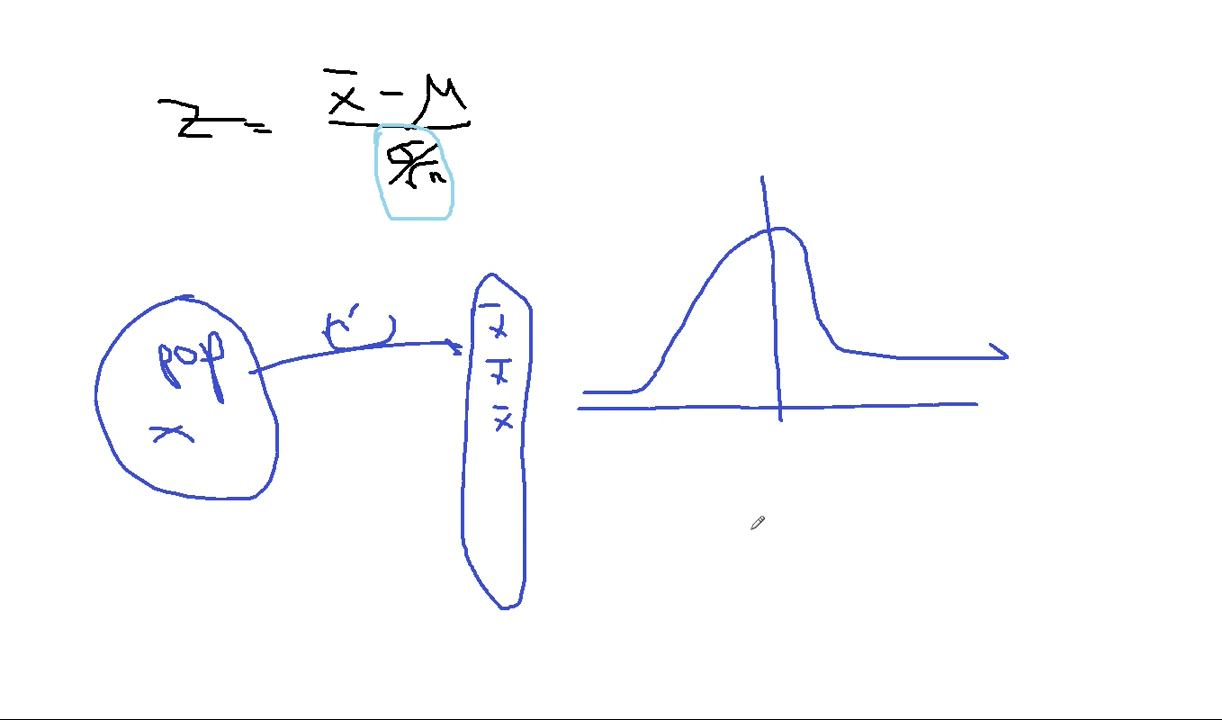 z = x̄ - μ / σ/√n
pop
x
n'
x̄
x̄
x̄